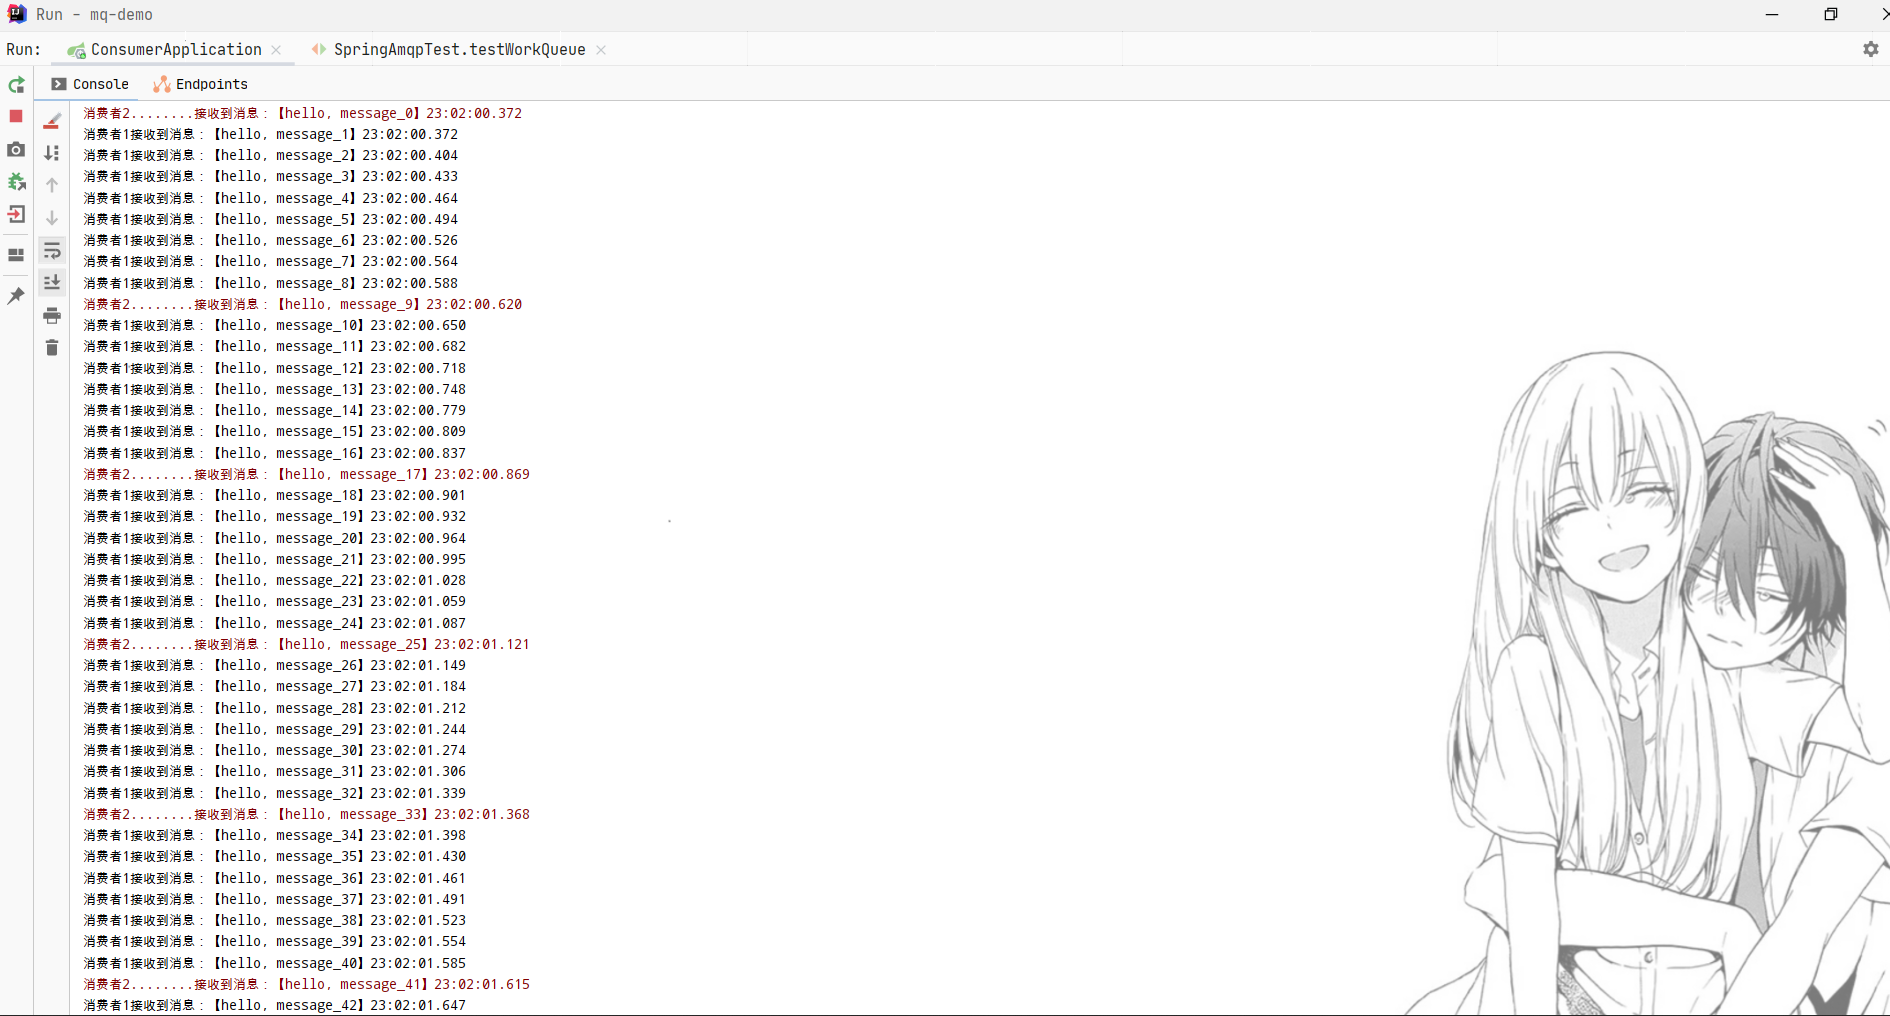 Run - mq-demo
Run: ConsumerApplication SpringAmqpTest.testWorkQueue
Console Endpoints
消费者2........接收到消息：【hello, message_0】23:02:00.372
消费者1接收到消息：【hello, message_1】23:02:00.372
消费者1接收到消息：【hello, message_2】23:02:00.404
消费者1接收到消息：【hello, message_3】23:02:00.433
消费者1接收到消息：【hello, message_4】23:02:00.464
消费者1接收到消息：【hello, message_5】23:02:00.494
消费者1接收到消息：【hello, message_6】23:02:00.526
消费者1接收到消息：【hello, message_7】23:02:00.564
消费者1接收到消息：【hello, message_8】23:02:00.588
消费者2........接收到消息：【hello, message_9】23:02:00.620
消费者1接收到消息：【hello, message_10】23:02:00.650
消费者1接收到消息：【hello, message_11】23:02:00.682
消费者1接收到消息：【hello, message_12】23:02:00.718
消费者1接收到消息：【hello, message_13】23:02:00.748
消费者1接收到消息：【hello, message_14】23:02:00.779
消费者1接收到消息：【hello, message_15】23:02:00.809
消费者1接收到消息：【hello, message_16】23:02:00.837
消费者2........接收到消息：【hello, message_17】23:02:00.869
消费者1接收到消息：【hello, message_18】23:02:00.901
消费者1接收到消息：【hello, message_19】23:02:00.932
消费者1接收到消息：【hello, message_20】23:02:00.964
消费者1接收到消息：【hello, message_21】23:02:00.995
消费者1接收到消息：【hello, message_22】23:02:01.028
消费者1接收到消息：【hello, message_23】23:02:01.059
消费者1接收到消息：【hello, message_24】23:02:01.087
消费者2........接收到消息：【hello, message_25】23:02:01.121
消费者1接收到消息：【hello, message_26】23:02:01.149
消费者1接收到消息：【hello, message_27】23:02:01.184
消费者1接收到消息：【hello, message_28】23:02:01.212
消费者1接收到消息：【hello, message_29】23:02:01.244
消费者1接收到消息：【hello, message_30】23:02:01.274
消费者1接收到消息：【hello, message_31】23:02:01.306
消费者1接收到消息：【hello, message_32】23:02:01.339
消费者2........接收到消息：【hello, message_33】23:02:01.368
消费者1接收到消息：【hello, message_34】23:02:01.398
消费者1接收到消息：【hello, message_35】23:02:01.430
消费者1接收到消息：【hello, message_36】23:02:01.461
消费者1接收到消息：【hello, message_37】23:02:01.491
消费者1接收到消息：【hello, message_38】23:02:01.523
消费者1接收到消息：【hello, message_39】23:02:01.554
消费者1接收到消息：【hello, message_40】23:02:01.585
消费者2........接收到消息：【hello, message_41】23:02:01.615
消费者1接收到消息：【hello, message_42】23:02:01.647